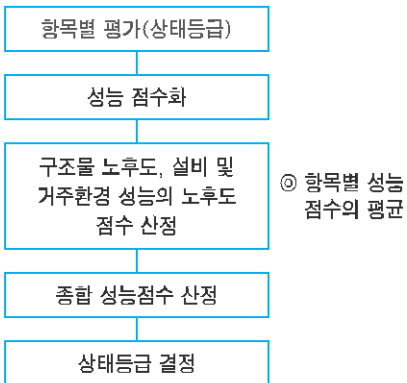 항목별 평가(상태등급)
성능 점수화
구조물 노후도, 설비 및
거주환경 성능의 노후도
점수 산정
◎ 항목별 성능
점수의 평균
종합 성능점수 산정
상태등급 결정